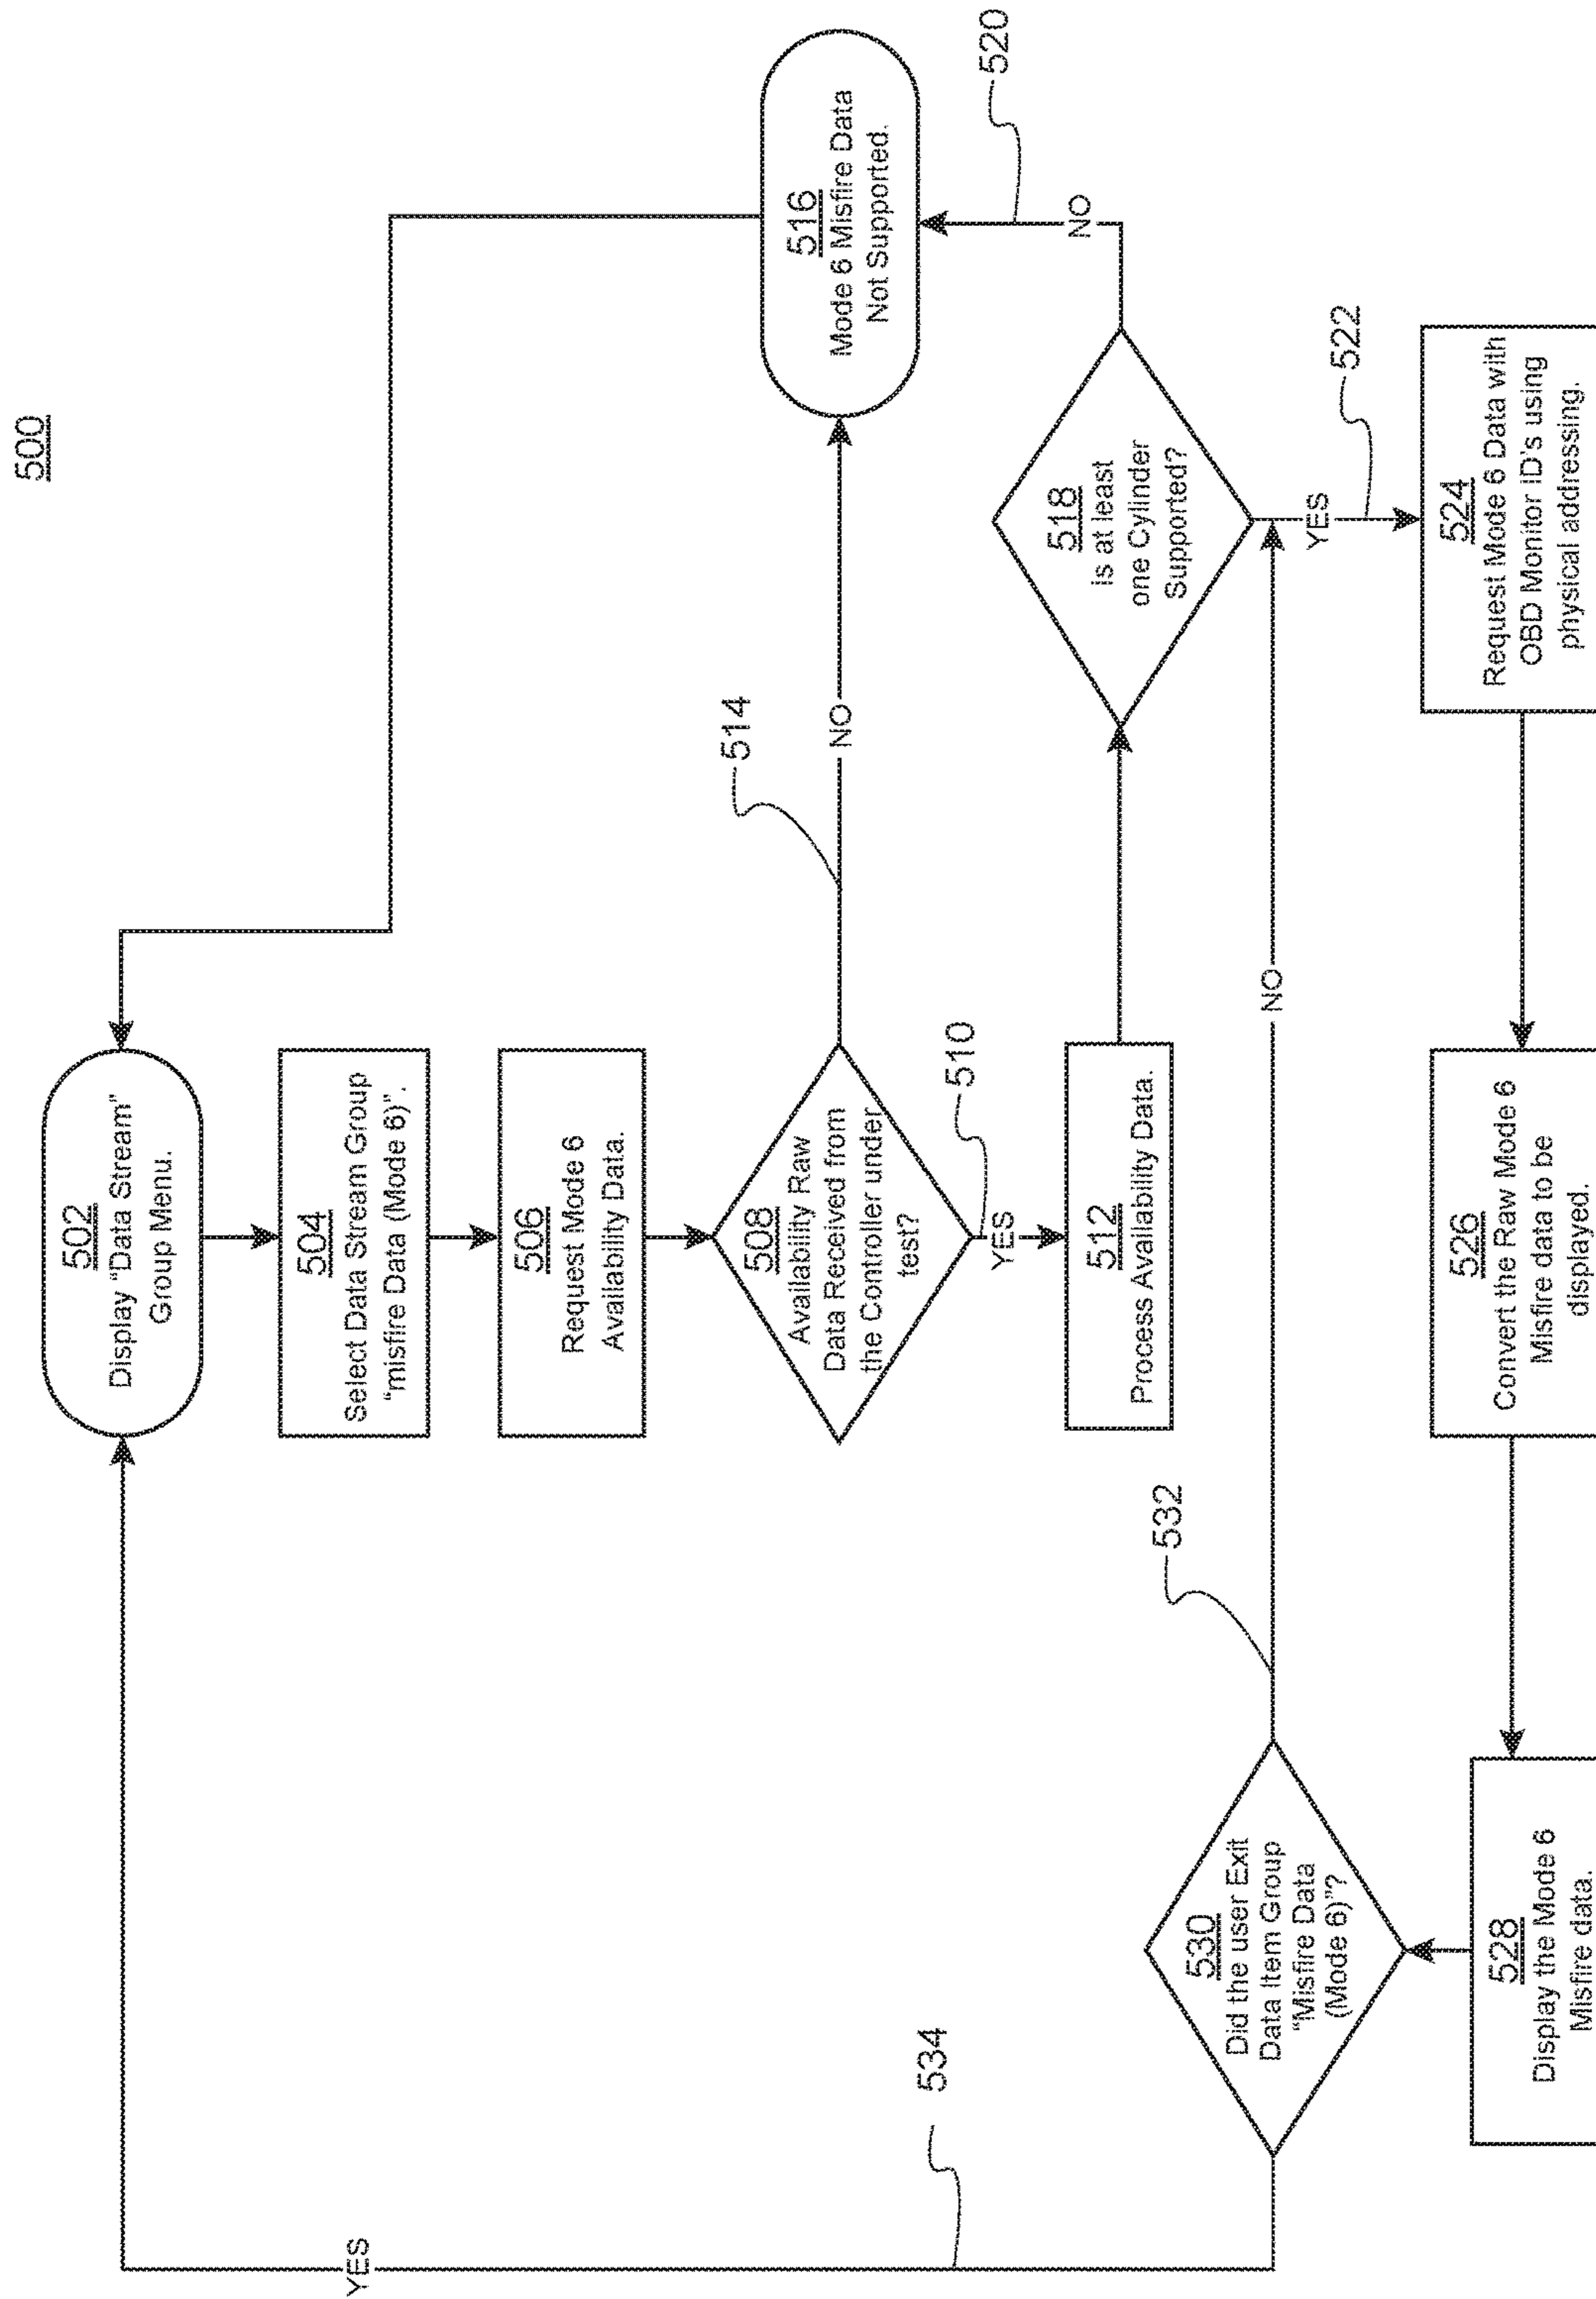 500
502
Display “Data Stream”
Group Menu.
504
Select Data Stream Group
“misfire Data (Mode 6)”.
506
Request Mode 6
Availability Data.
508
Availability Raw
Data Received from
the Controller under
test?
514
NO
510
YES
512
Process Availability Data.
516
Mode 6 Misfire Data
Not Supported.
518
is at least
one Cylinder
Supported?
520
NO
522
YES
524
Request Mode 6 Data with
OBD Monitor ID's using
physical addressing.
526
Convert the Raw Mode 6
Misfire data to be
displayed.
528
Display the Mode 6
Misfire data.
530
Did the user Exit
Data Item Group
“Misfire Data
(Mode 6)”?
532
NO
534
YES